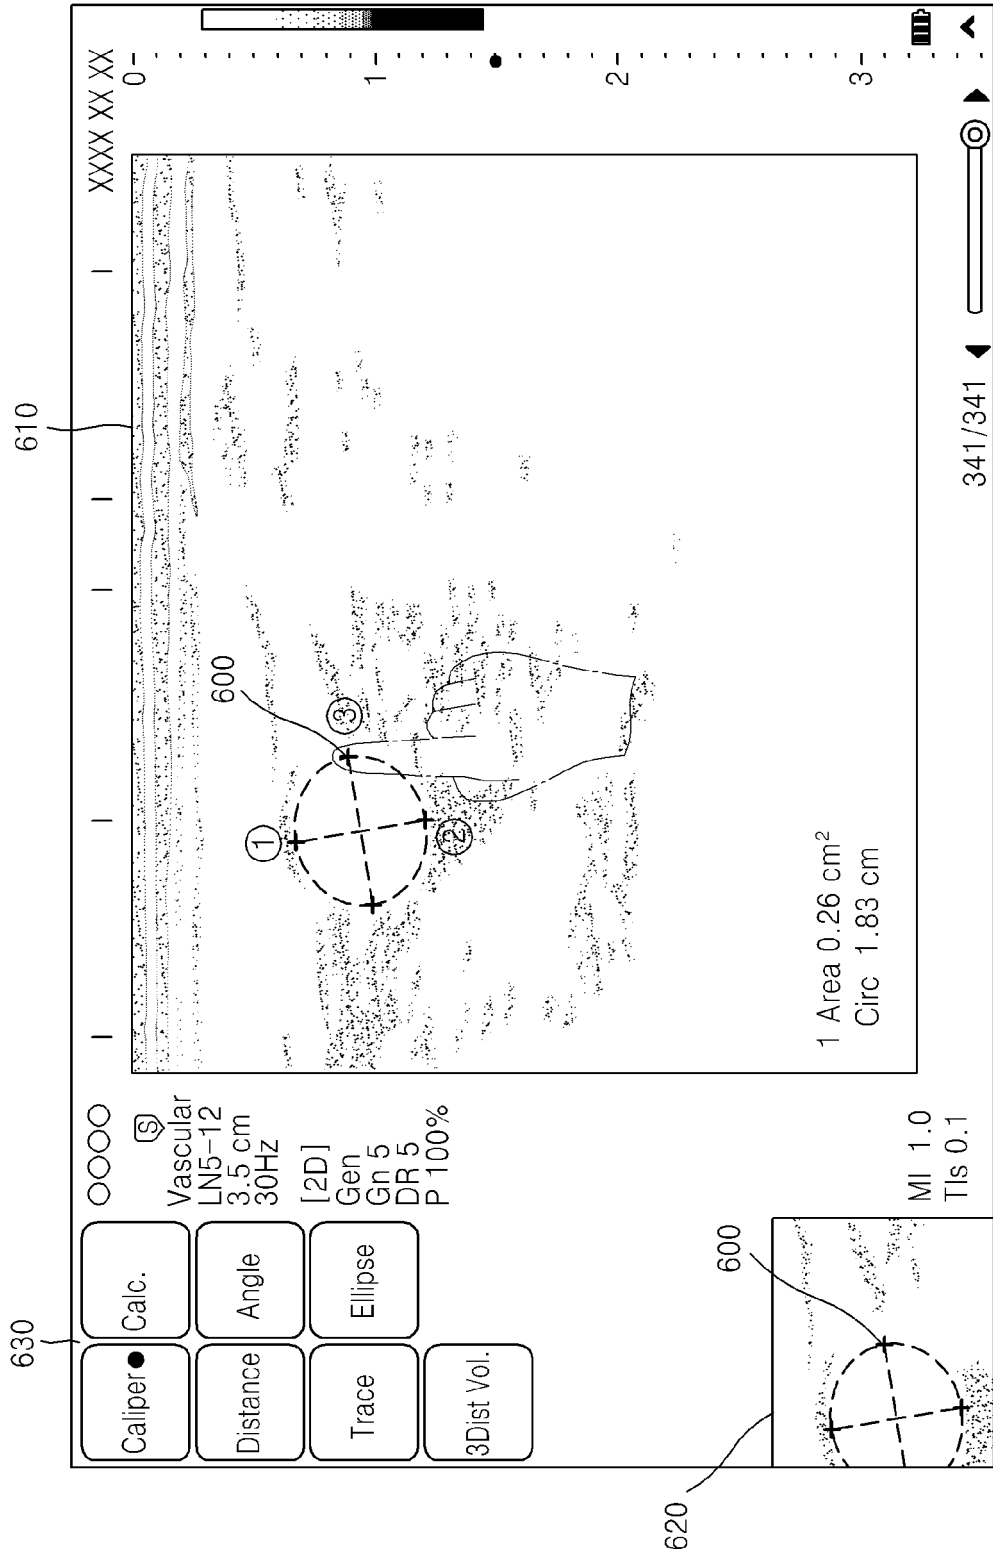 630
610
Caliper
Calc.
Distance
Angle
Trace
Ellipse
3Dist Vol.
○○○○
S
Vascular
LN5-12
3.5 cm
30Hz
[2D]
Gen
Gn 5
DR 5
P 100%
XXXX XX XX
0
1
2
3
600
1
2
3
1 Area 0.26 cm²
Circ 1.83 cm
620
600
MI 1.0
TIs 0.1
341/341